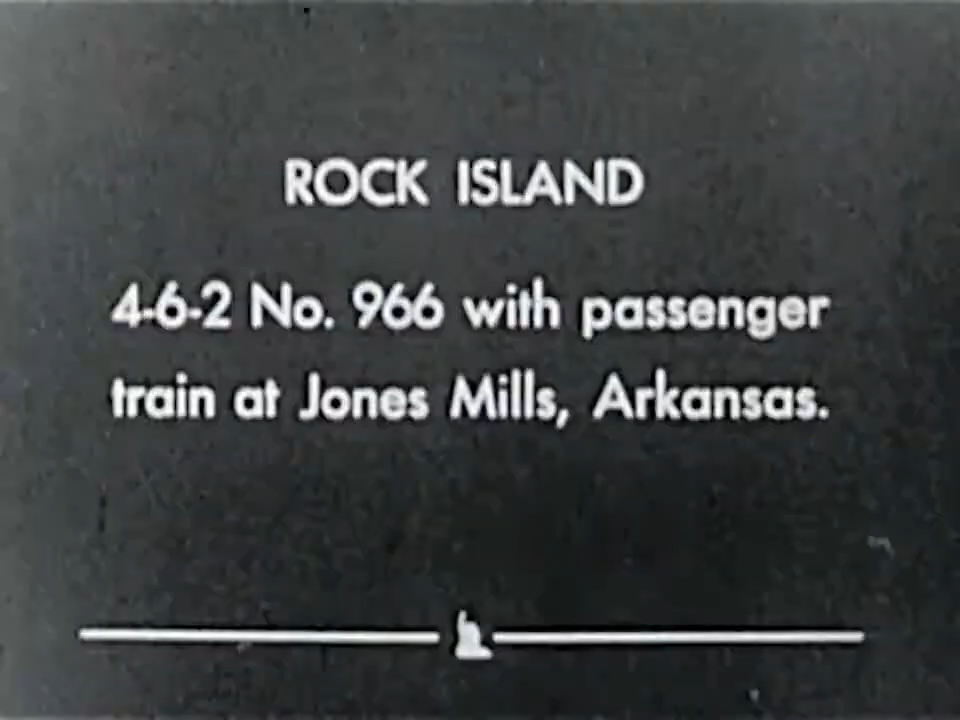 ROCK ISLAND
4-6-2 No. 966 with passenger
train at Jones Mills, Arkansas.